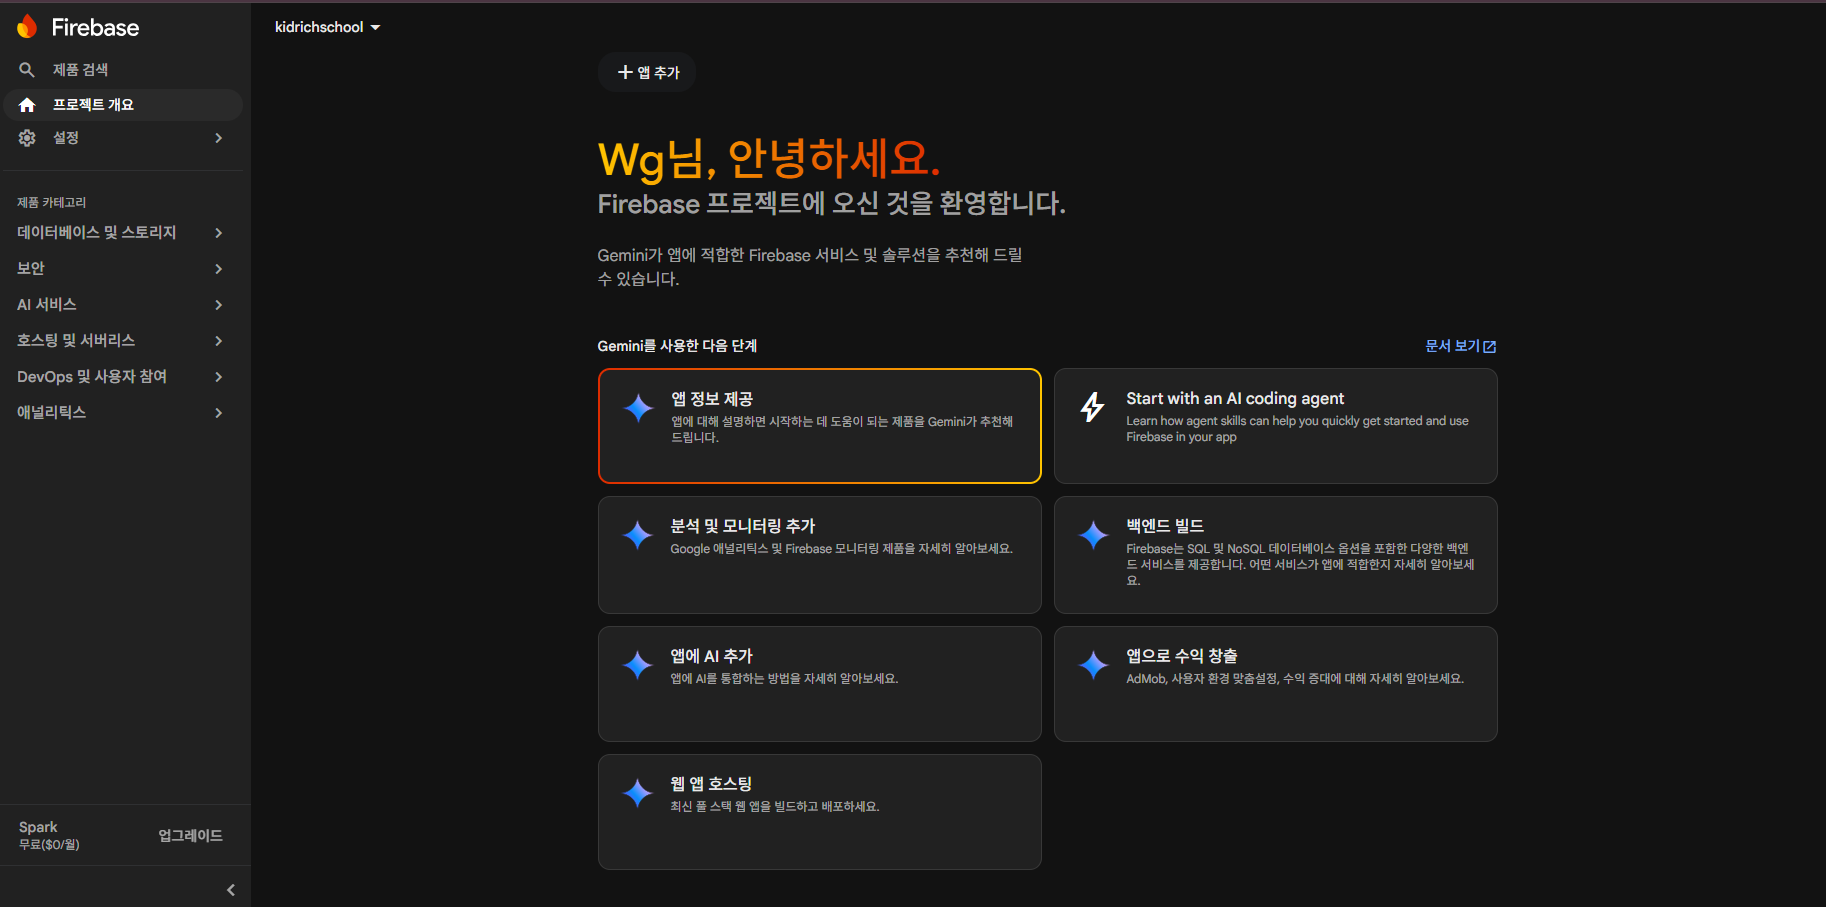 Firebase
제품 검색
프로젝트 개요
설정
제품 카테고리
데이터베이스 및 스토리지
보안
AI 서비스
호스팅 및 서버리스
DevOps 및 사용자 참여
애널리틱스
Spark
무료($0/월)
업그레이드
kidrichschool
앱 추가
Wg님, 안녕하세요.
Firebase 프로젝트에 오신 것을 환영합니다.
Gemini가 앱에 적합한 Firebase 서비스 및 솔루션을 추천해 드릴
수 있습니다.
Gemini를 사용한 다음 단계
문서 보기
앱 정보 제공
앱에 대해 설명하면 시작하는 데 도움이 되는 제품을 Gemini가 추천해
드립니다.
Start with an AI coding agent
Learn how agent skills can help you quickly get started and use
Firebase in your app
분석 및 모니터링 추가
Google 애널리틱스 및 Firebase 모니터링 제품을 자세히 알아보세요.
백엔드 빌드
Firebase는 SQL 및 NoSQL 데이터베이스 옵션을 포함한 다양한 백엔
드 서비스를 제공합니다. 어떤 서비스가 앱에 적합한지 자세히 알아보세
요.
앱에 AI 추가
앱에 AI를 통합하는 방법을 자세히 알아보세요.
앱으로 수익 창출
AdMob, 사용자 환경 맞춤설정, 수익 증대에 대해 자세히 알아보세요.
웹 앱 호스팅
최신 풀 스택 웹 앱을 빌드하고 배포하세요.